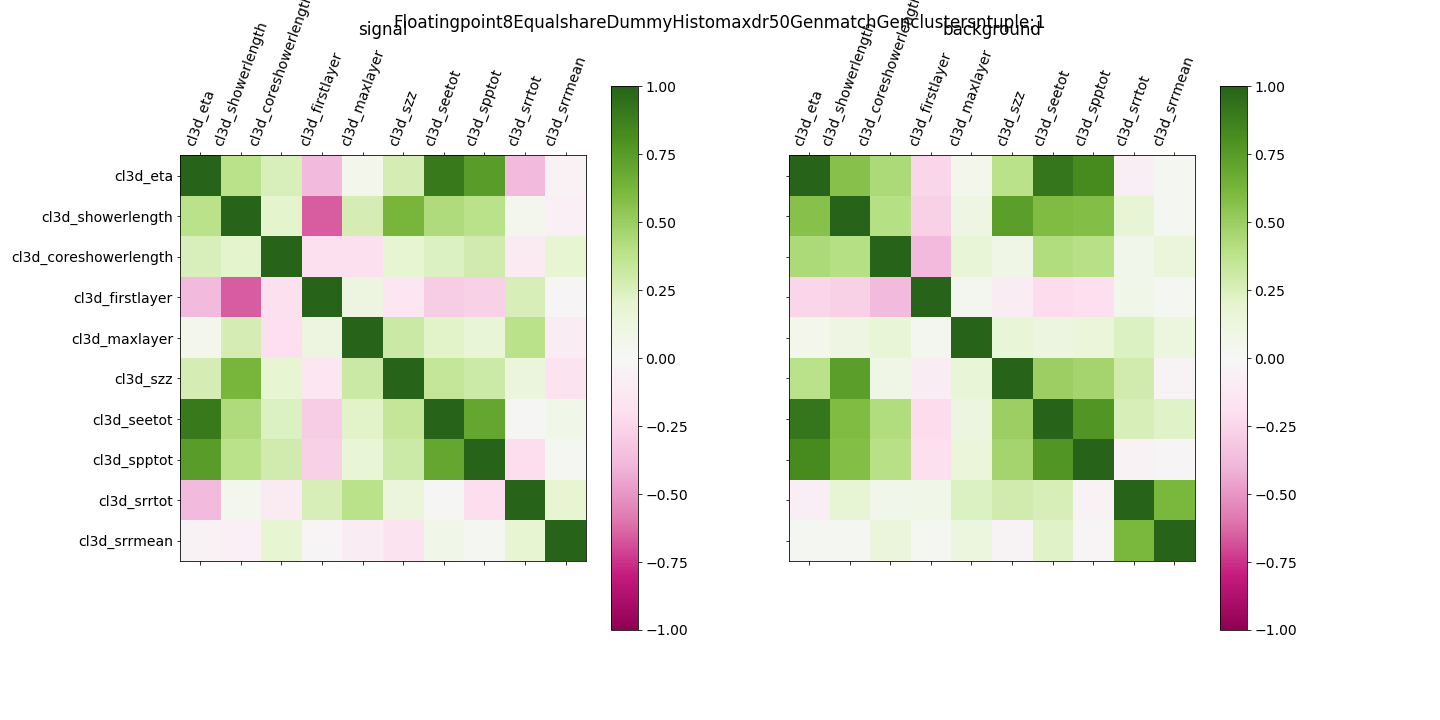 Floatingpoint8EqualshareDummyHistomaxdr50GenmatchGenclustersntuple:1
signal
background
cl3d_eta
cl3d_showerlength
cl3d_coreshowerlength
cl3d_firstlayer
cl3d_maxlayer
cl3d_szz
cl3d_seetot
cl3d_spptot
cl3d_srrtot
cl3d_srrmean
cl3d_eta
cl3d_showerlength
cl3d_coreshowerlength
cl3d_firstlayer
cl3d_maxlayer
cl3d_szz
cl3d_seetot
cl3d_spptot
cl3d_srrtot
cl3d_srrmean
cl3d_eta
cl3d_showerlength
cl3d_coreshowerlength
cl3d_firstlayer
cl3d_maxlayer
cl3d_szz
cl3d_seetot
cl3d_spptot
cl3d_srrtot
cl3d_srrmean
1.00
0.75
0.50
0.25
0.00
−0.25
−0.50
−0.75
−1.00
1.00
0.75
0.50
0.25
0.00
−0.25
−0.50
−0.75
−1.00